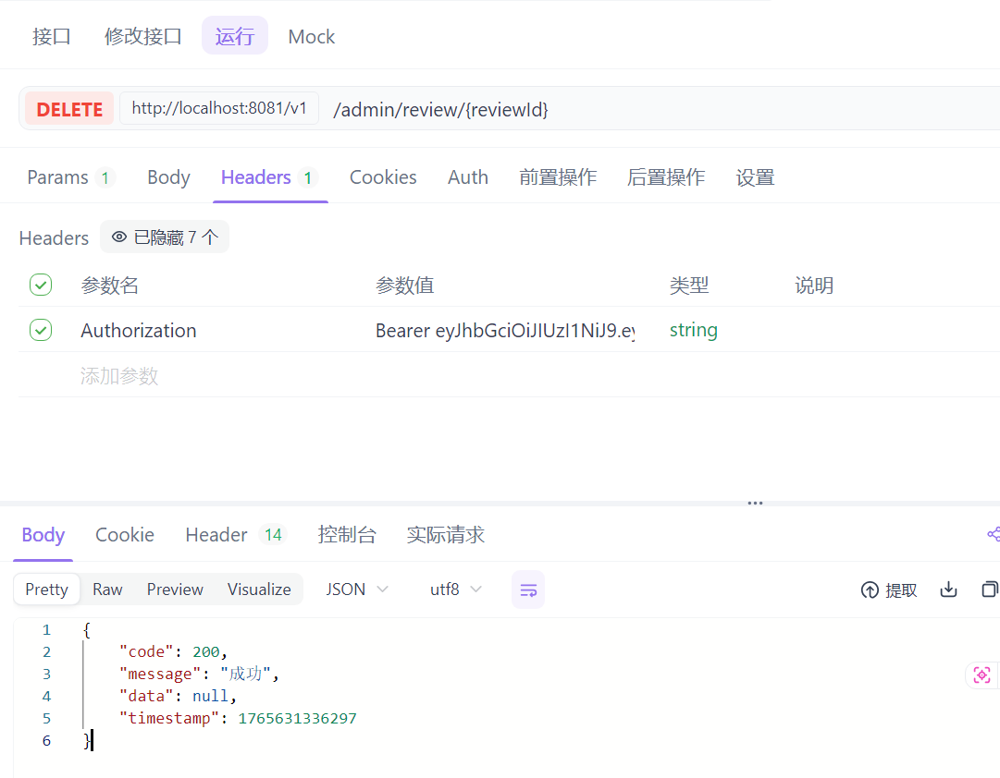 接口 修改接口 运行 Mock
DELETE http://localhost:8081/v1 /admin/review/{reviewId}
Params 1 Body Headers 1 Cookies Auth 前置操作 后置操作 设置
Headers 已隐藏 7 个
参数名 参数值 类型 说明
Authorization Bearer eyJhbGciOiJIUzI1NiJ9.ey string
添加参数
Body Cookie Header 14 控制台 实际请求
Pretty Raw Preview Visualize JSON utf8 提取
1 {
2 "code": 200,
3 "message": "成功",
4 "data": null,
5 "timestamp": 1765631336297
6 }